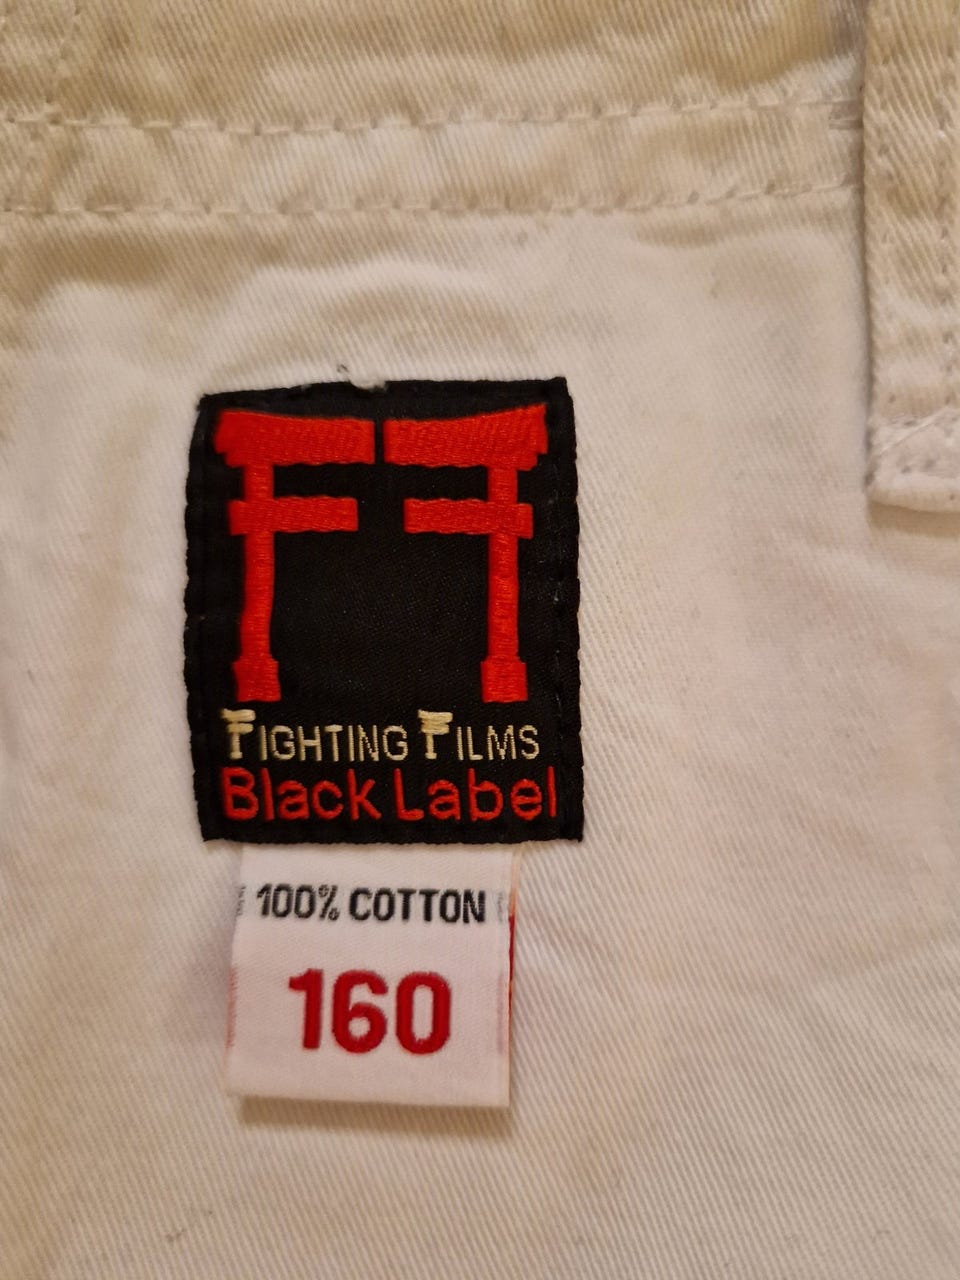 FIGHTING FILMS
Black Label
100% COTTON
160